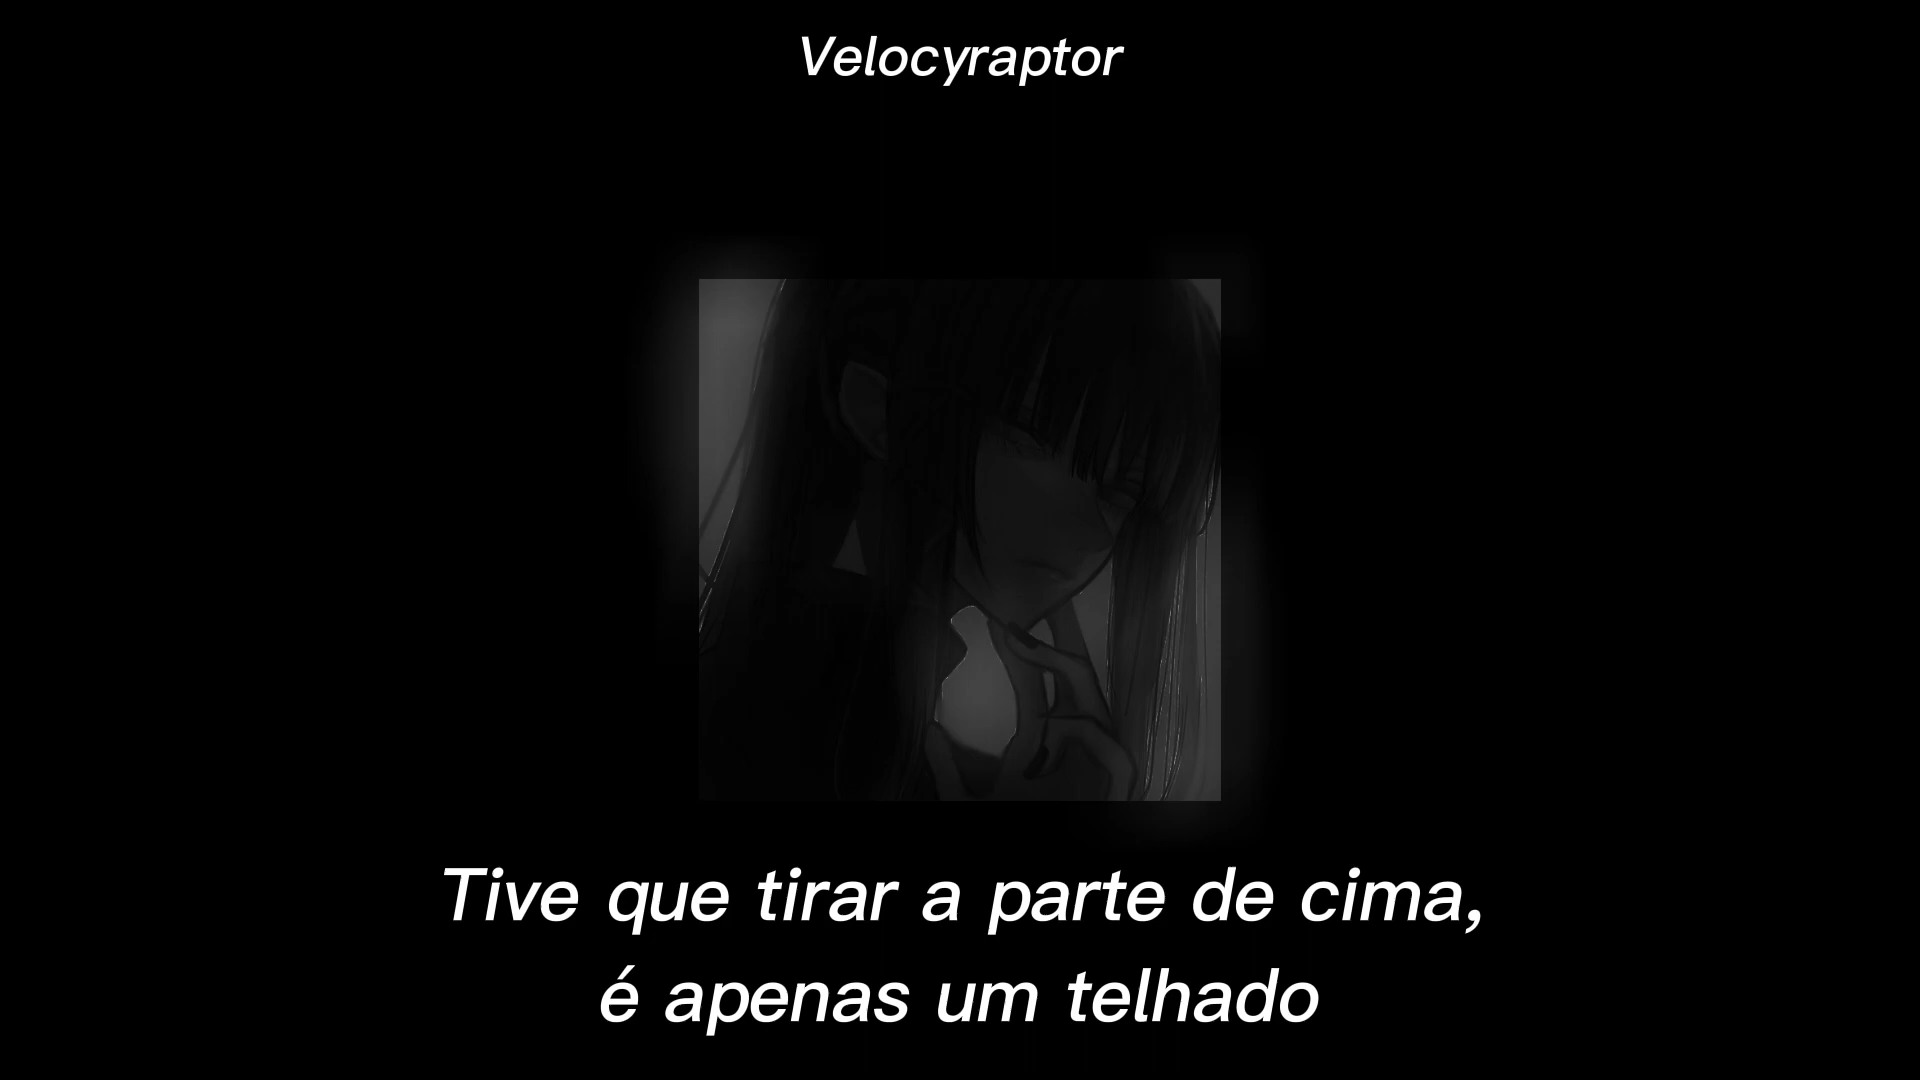 Velocyraptor
Tive que tirar a parte de cima,
é apenas um telhado